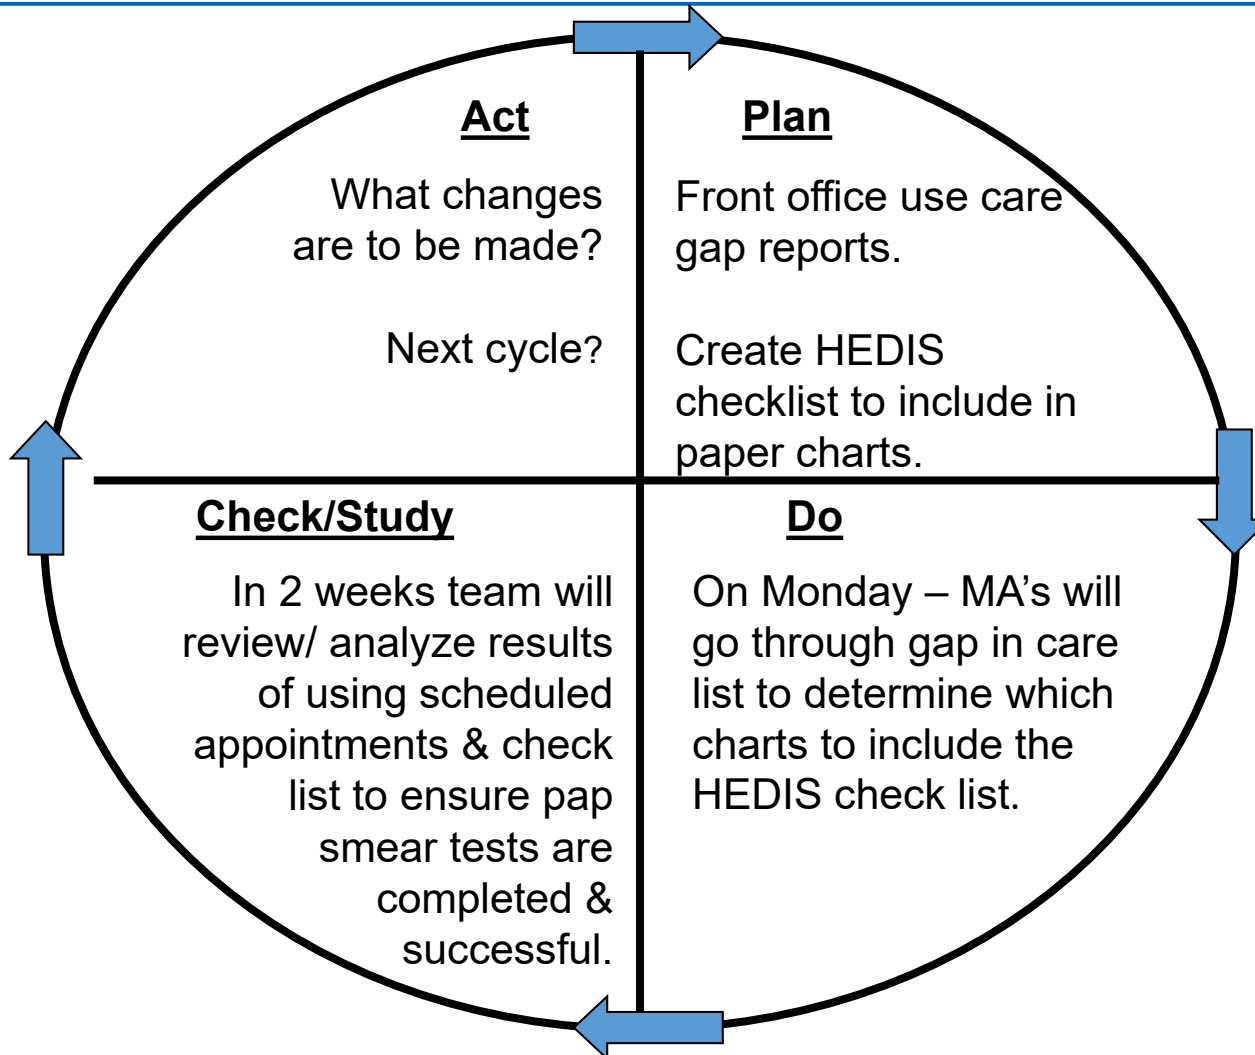 Act
What changes
are to be made?
Next cycle?
Plan
Front office use care
gap reports.
Create HEDIS
checklist to include in
paper charts.
Check/Study
In 2 weeks team will
review/ analyze results
of using scheduled
appointments & check
list to ensure pap
smear tests are
completed &
successful.
Do
On Monday – MA’s will
go through gap in care
list to determine which
charts to include the
HEDIS check list.